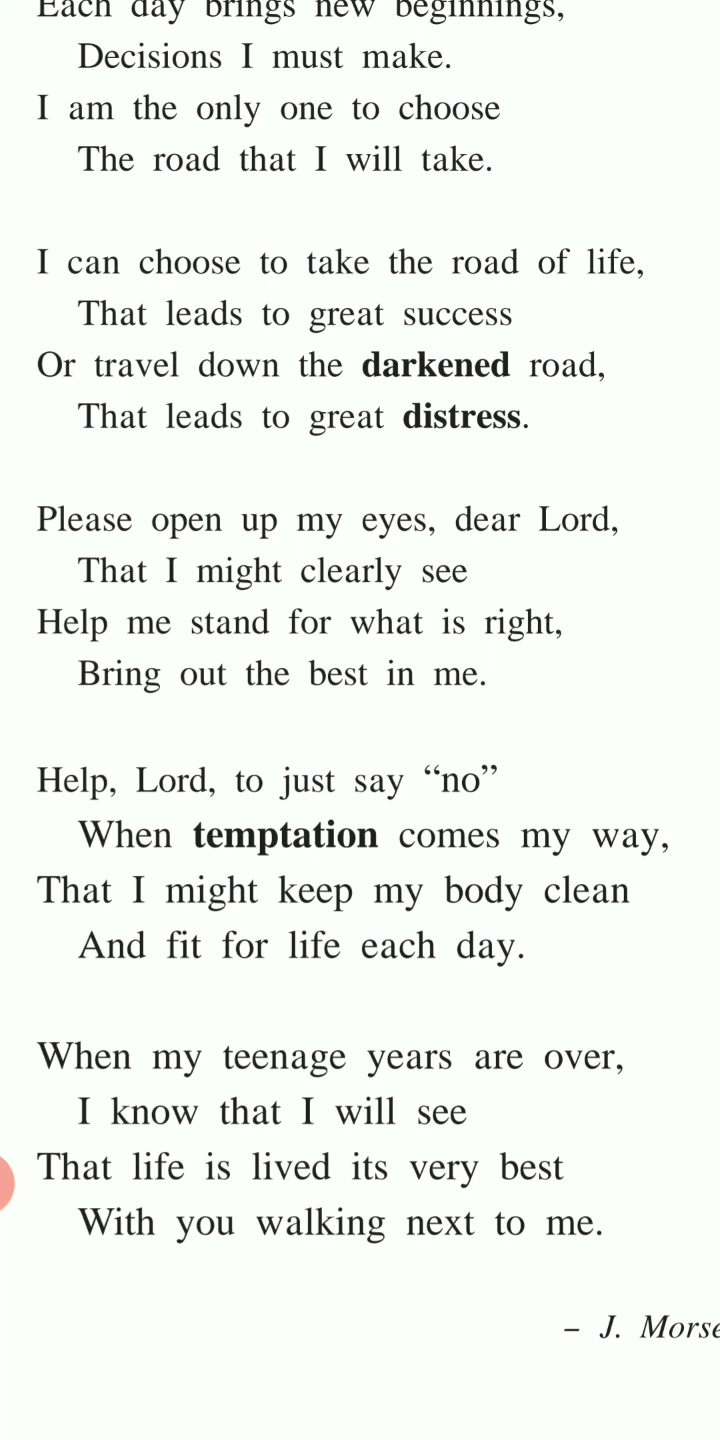 Each day brings new beginnings,
Decisions I must make.
I am the only one to choose
The road that I will take.
I can choose to take the road of life,
That leads to great success
Or travel down the darkened road,
That leads to great distress.
Please open up my eyes, dear Lord,
That I might clearly see
Help me stand for what is right,
Bring out the best in me.
Help, Lord, to just say “no”
When temptation comes my way,
That I might keep my body clean
And fit for life each day.
When my teenage years are over,
I know that I will see
That life is lived its very best
With you walking next to me.
– J. Morse